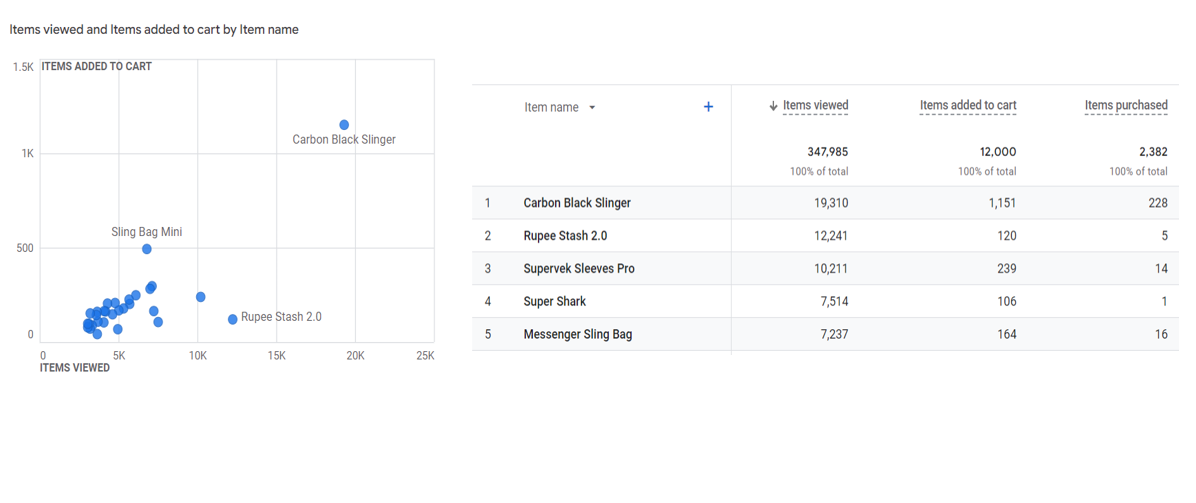 Items viewed and Items added to cart by Item name
1.5K ITEMS ADDED TO CART
Carbon Black Slinger
1K
Sling Bag Mini
500
Rupee Stash 2.0
0
0 5K 10K 15K 20K 25K
ITEMS VIEWED
Item name + Items viewed Items added to cart Items purchased
347,985 12,000 2,382
100% of total 100% of total 100% of total
1 Carbon Black Slinger 19,310 1,151 228
2 Rupee Stash 2.0 12,241 120 5
3 Supervek Sleeves Pro 10,211 239 14
4 Super Shark 7,514 106 1
5 Messenger Sling Bag 7,237 164 16